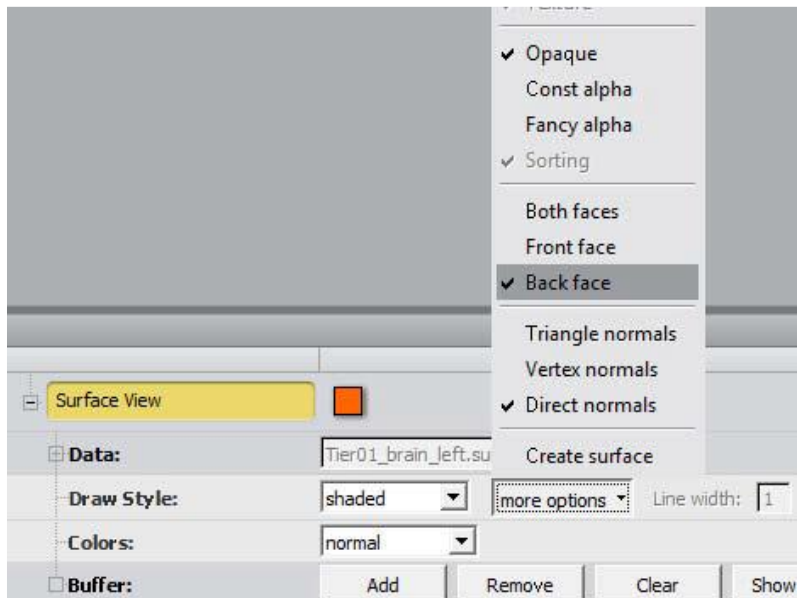 Texture
Opaque
Const alpha
Fancy alpha
Sorting
Both faces
Front face
Back face
Triangle normals
Vertex normals
Direct normals
Create surface
Surface View
Data: Tier01_brain_left.su
Draw Style: shaded more options Line width: 1
Colors: normal
Buffer: Add Remove Clear Show